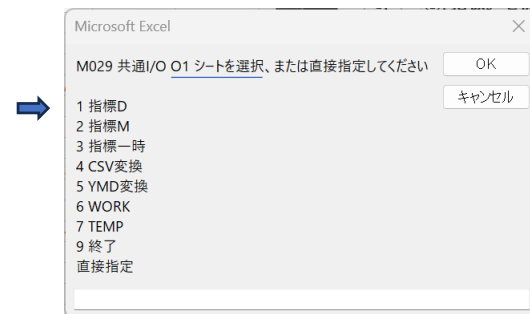 Microsoft Excel
M029 共通I/O O1 シートを選択、または直接指定してください
OK
キャンセル
1 指標D
2 指標M
3 指標一時
4 CSV変換
5 YMD変換
6 WORK
7 TEMP
9 終了
直接指定